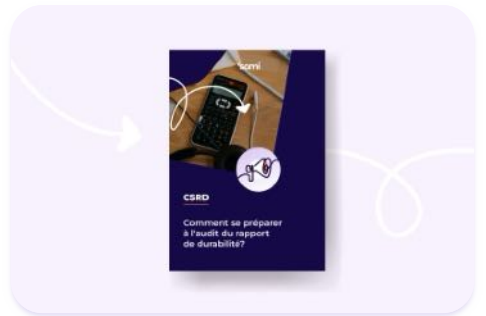 sami
CSRD
Comment se préparer
à l'audit du rapport
de durabilité?